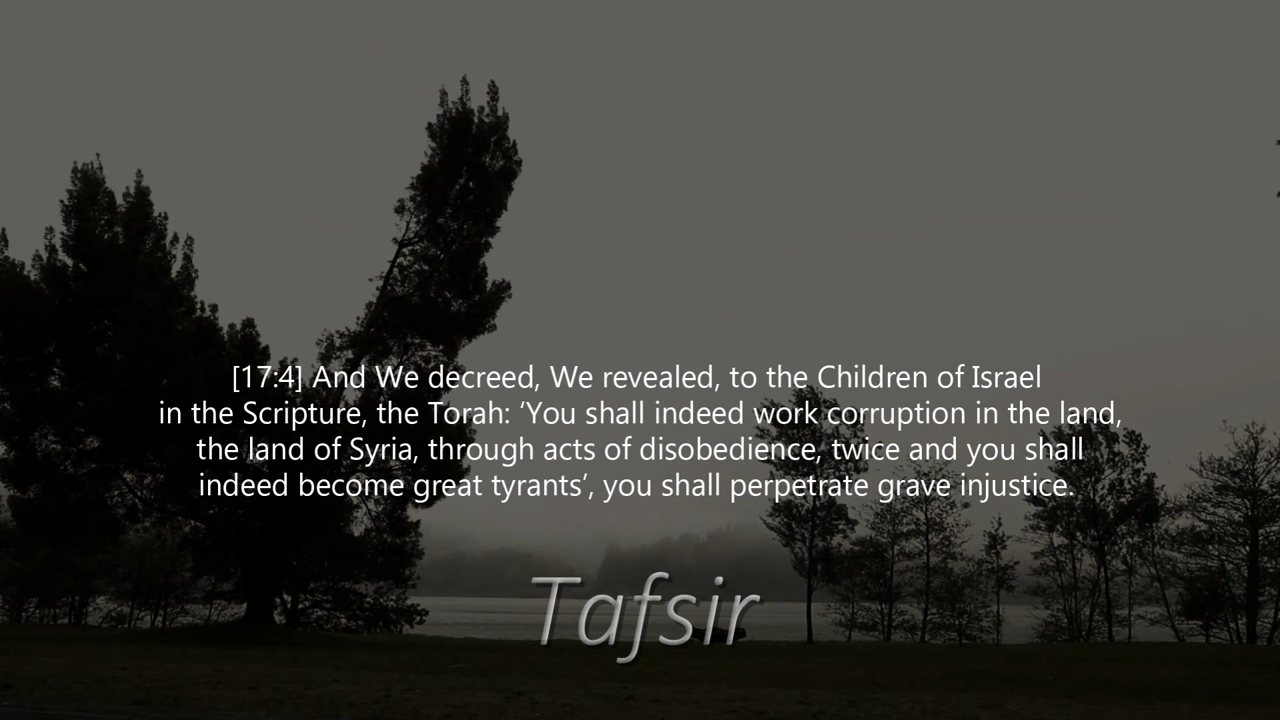 [17:4] And We decreed, We revealed, to the Children of Israel
in the Scripture, the Torah: ‘You shall indeed work corruption in the land,
the land of Syria, through acts of disobedience, twice and you shall
indeed become great tyrants’, you shall perpetrate grave injustice.
Tafsir